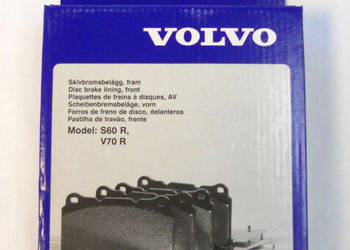 VOLVO
Skivbromsbelägg, fram
Disc brake lining, front
Plaquettes de freins à disques, AV
Scheibenbremsbeläge, vorn
Forros de freno de disco, delanteros
Pastilha de travão, frente
Model: S60 R,
V70 R